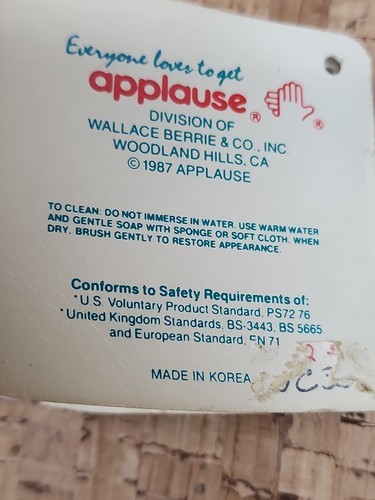 Everyone loves to get
applause ®
®
DIVISION OF
WALLACE BERRIE & CO., INC.
WOODLAND HILLS, CA
© 1987 APPLAUSE
TO CLEAN: DO NOT IMMERSE IN WATER. USE WARM WATER
AND GENTLE SOAP WITH SPONGE OR SOFT CLOTH. WHEN
DRY, BRUSH GENTLY TO RESTORE APPEARANCE.
Conforms to Safety Requirements of:
*U.S. Voluntary Product Standard, PS72 76
*United Kingdom Standards, BS-3443, BS 5665
and European Standard, EN 71
MADE IN KOREA